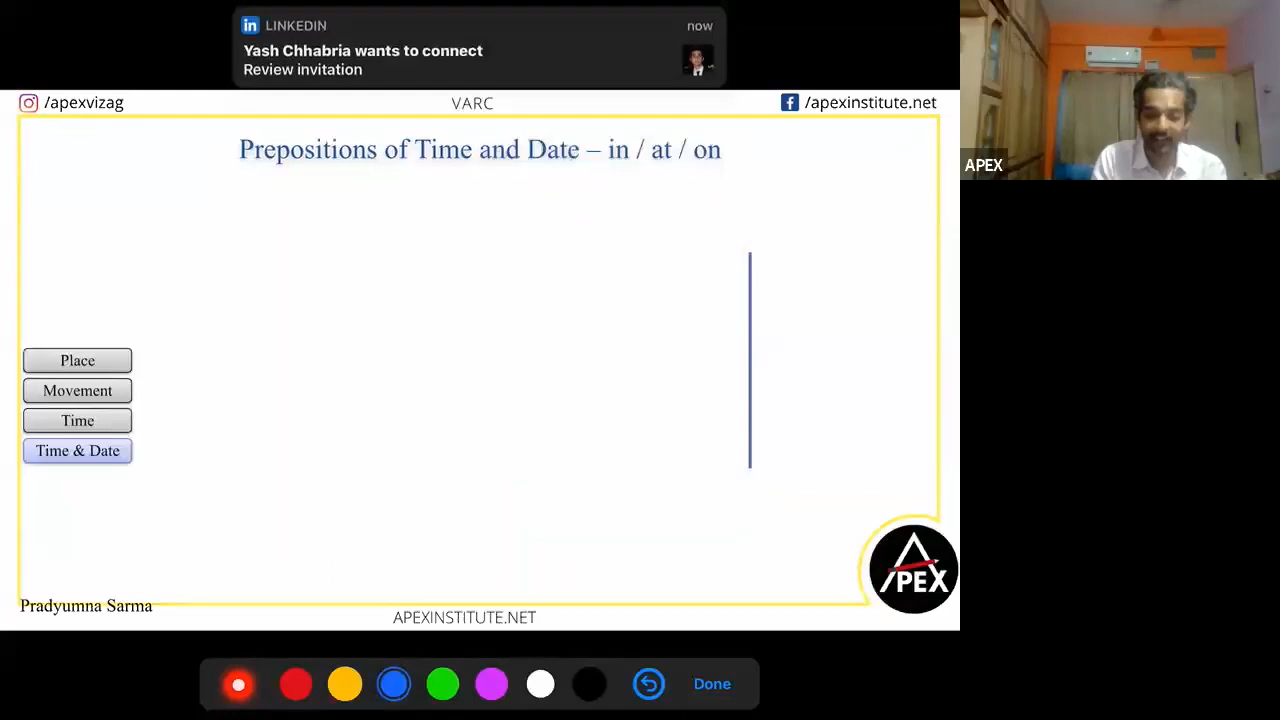 in LINKEDIN now
Yash Chhabria wants to connect
Review invitation
/apexvizag VARC f /apexinstitute.net
Prepositions of Time and Date – in / at / on
APEX
Place
Movement
Time
Time & Date
APEX
Pradyumna Sarma
APEXINSTITUTE.NET
Done